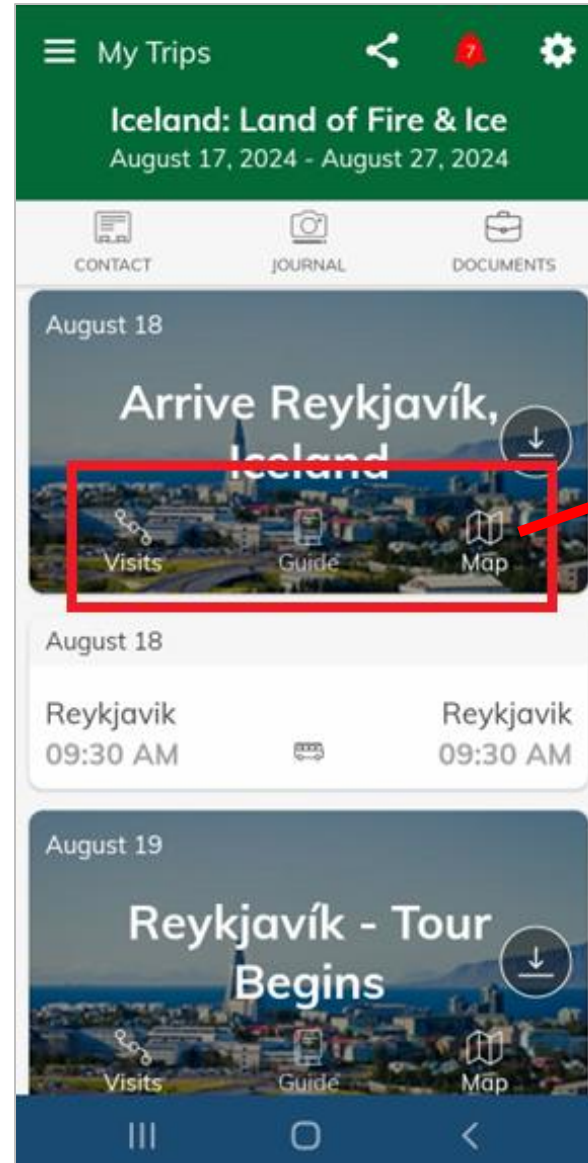 My Trips
7
Iceland: Land of Fire & Ice
August 17, 2024 - August 27, 2024
CONTACT JOURNAL DOCUMENTS
August 18
Arrive Reykjavík,
Iceland
Visits Guide Map
August 18
Reykjavik Reykjavik
09:30 AM 09:30 AM
August 19
Reykjavík - Tour
Begins
Visits Guide Map